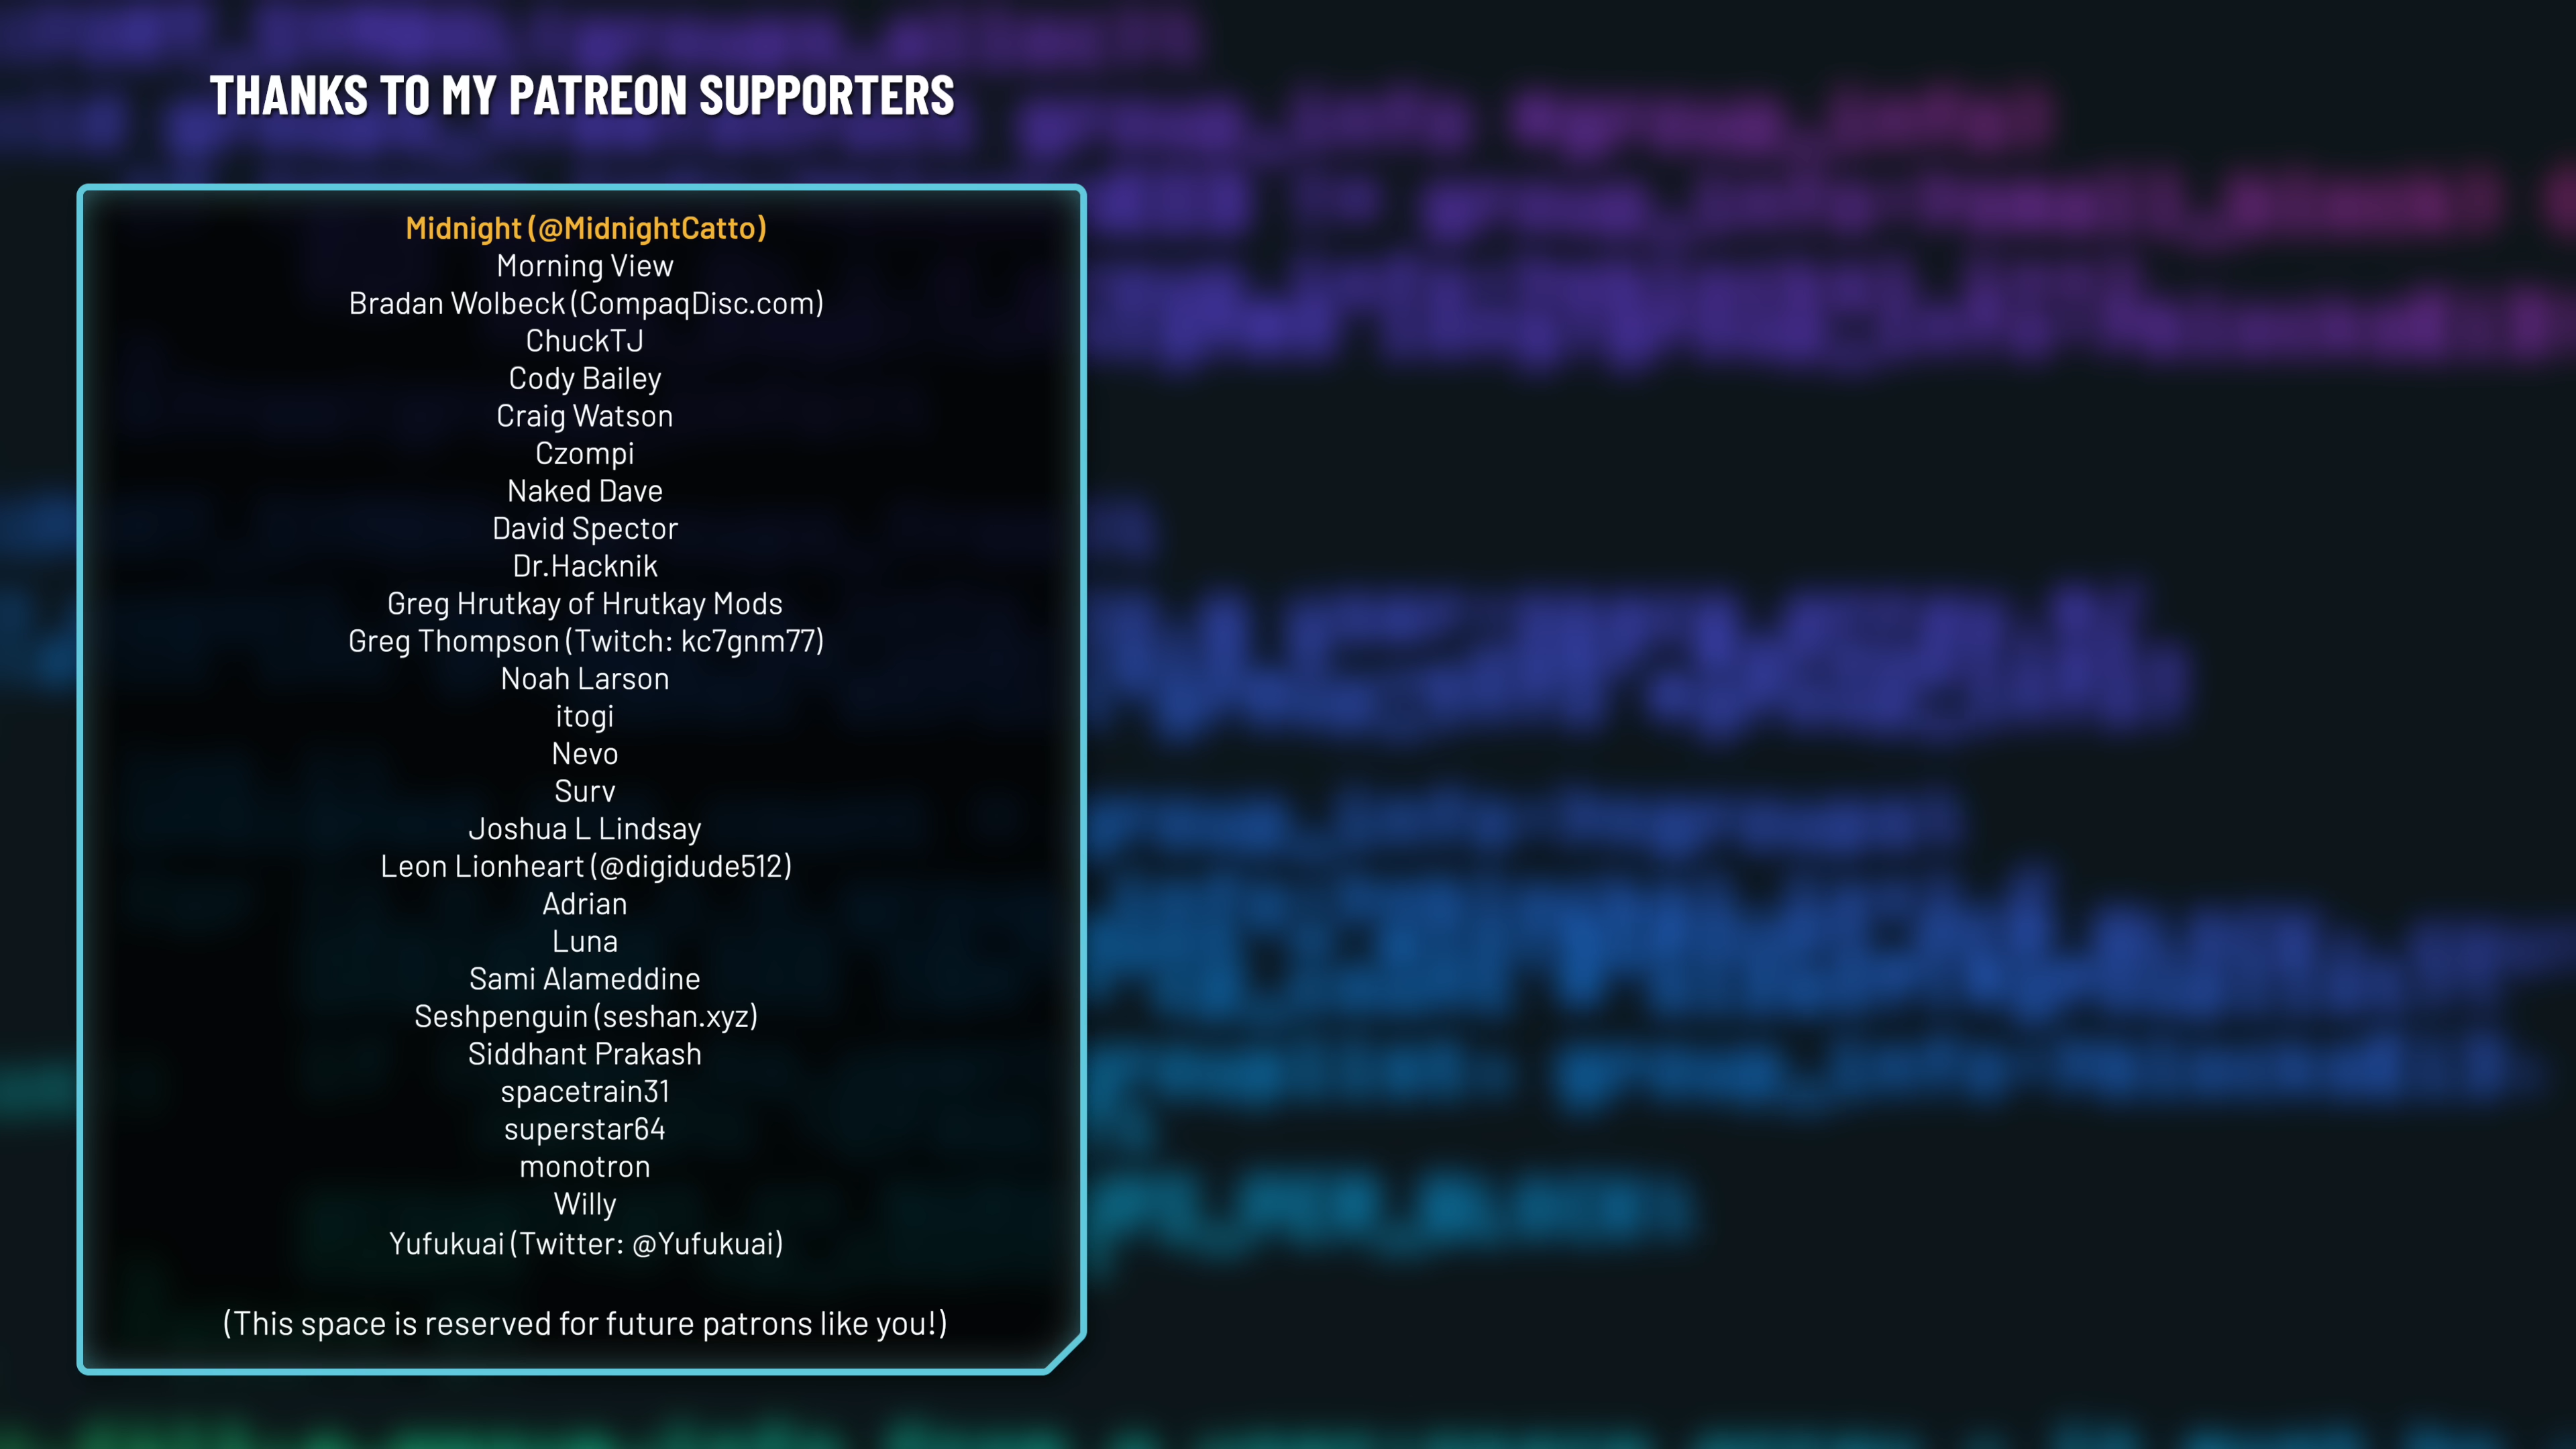 THANKS TO MY PATREON SUPPORTERS
Midnight (@MidnightCatto)
Morning View
Bradan Wolbeck (CompaqDisc.com)
ChuckTJ
Cody Bailey
Craig Watson
Czompi
Naked Dave
David Spector
Dr.Hacknik
Greg Hrutkay of Hrutkay Mods
Greg Thompson (Twitch: kc7gnm77)
Noah Larson
itogi
Nevo
Surv
Joshua L Lindsay
Leon Lionheart (@digidude512)
Adrian
Luna
Sami Alameddine
Seshpenguin (seshan.xyz)
Siddhant Prakash
spacetrain31
superstar64
monotron
Willy
Yufukuai (Twitter: @Yufukuai)
(This space is reserved for future patrons like you!)